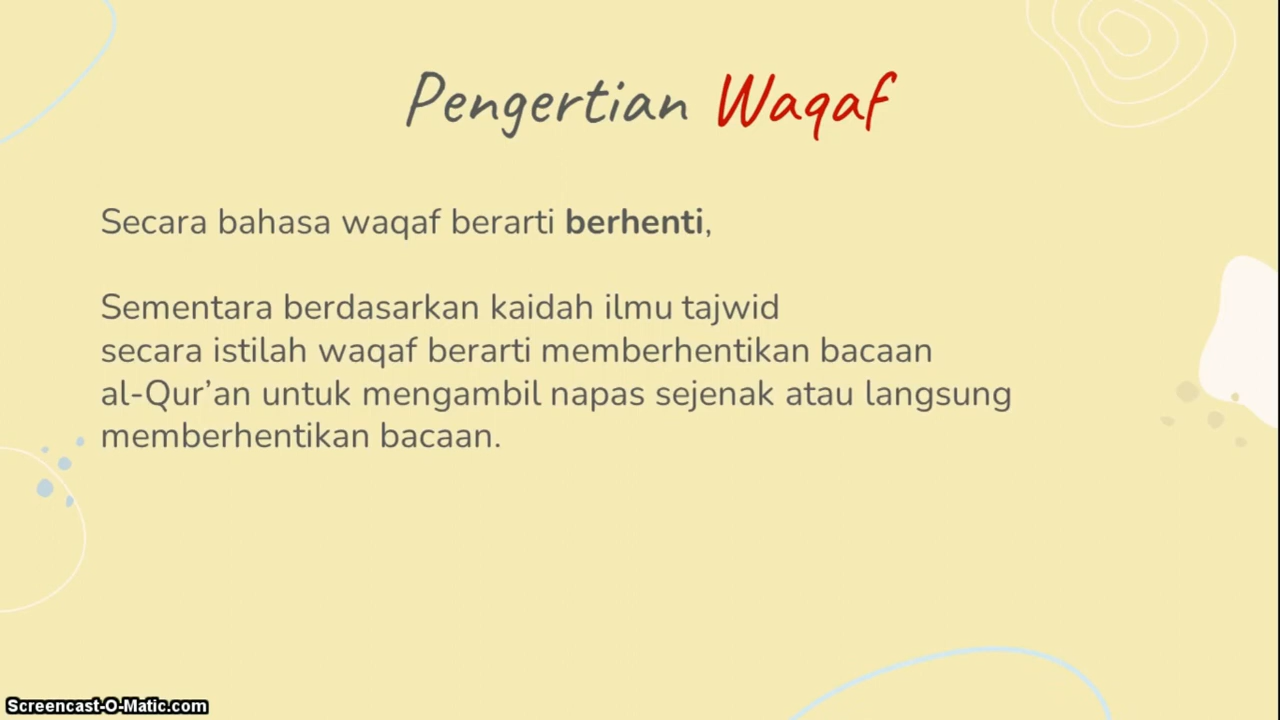 Pengertian Waqaf
Secara bahasa waqaf berarti berhenti,
Sementara berdasarkan kaidah ilmu tajwid
secara istilah waqaf berarti memberhentikan bacaan
al-Qur’an untuk mengambil napas sejenak atau langsung
memberhentikan bacaan.
Screencast-O-Matic.com